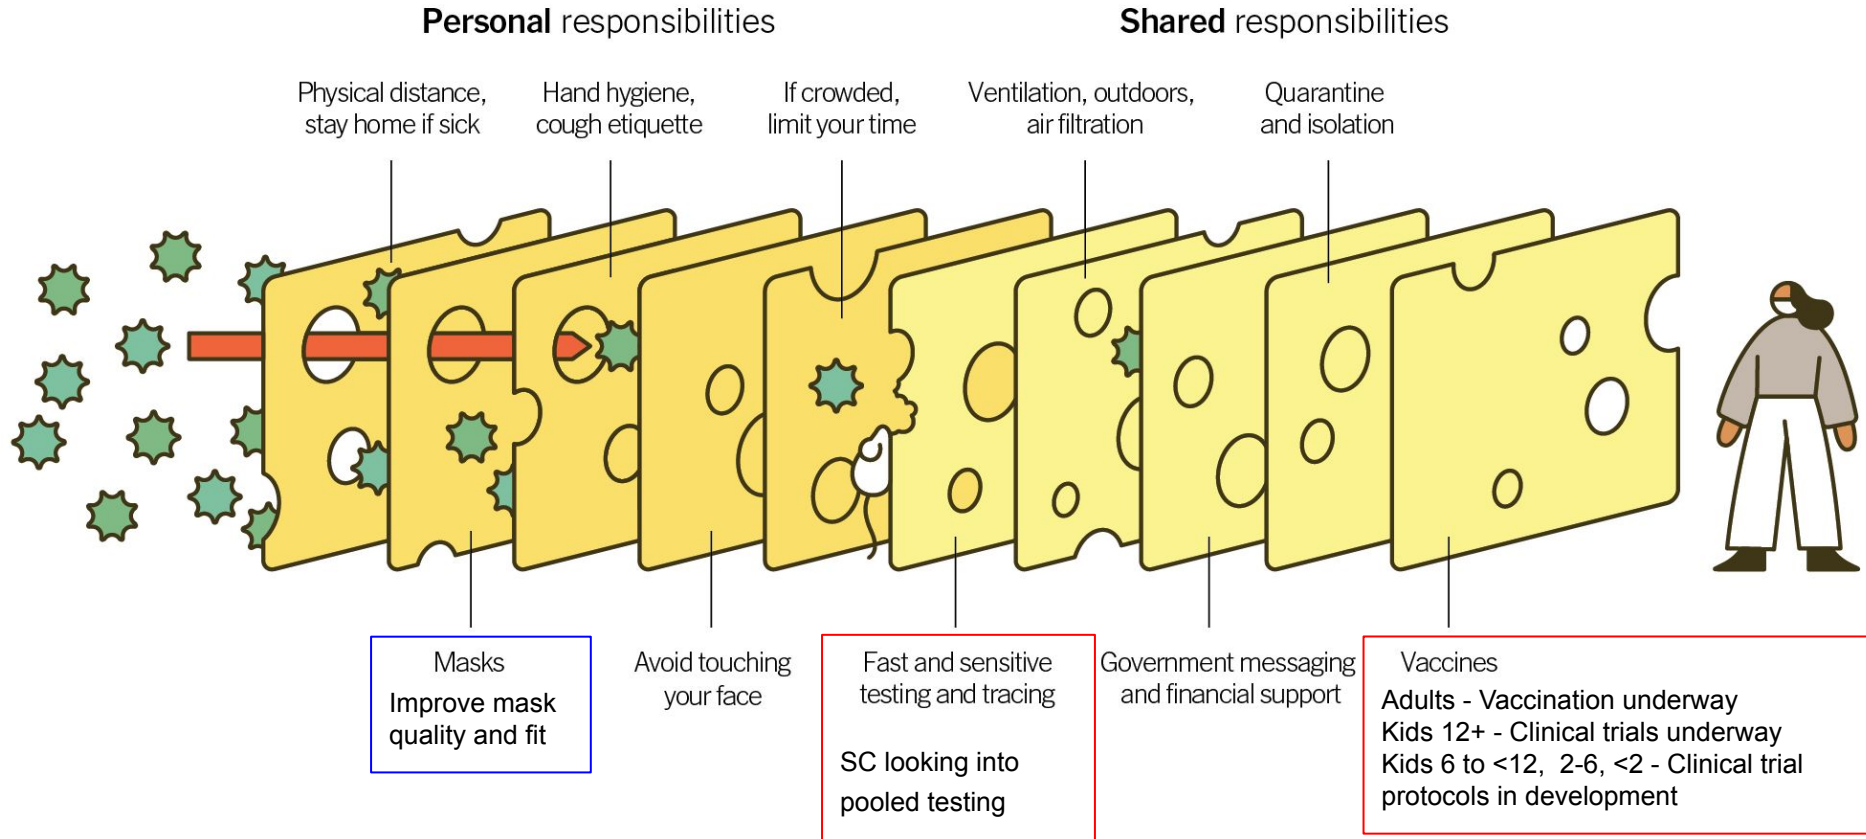 Personal responsibilities
Shared responsibilities
Physical distance,
stay home if sick
Hand hygiene,
cough etiquette
If crowded,
limit your time
Ventilation, outdoors,
air filtration
Quarantine
and isolation
Masks
Improve mask
quality and fit
Avoid touching
your face
Fast and sensitive
testing and tracing
SC looking into
pooled testing
Government messaging
and financial support
Vaccines
Adults - Vaccination underway
Kids 12+ - Clinical trials underway
Kids 6 to <12, 2-6, <2 - Clinical trial
protocols in development